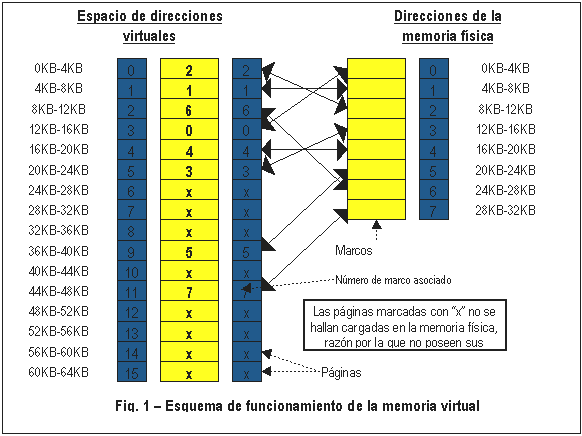 Espacio de direcciones
virtuales
Direcciones de la
memoria física
0KB-4KB 0 2 2 0 0KB-4KB
4KB-8KB 1 1 1 1 4KB-8KB
8KB-12KB 2 6 6 2 8KB-12KB
12KB-16KB 3 0 0 3 12KB-16KB
16KB-20KB 4 4 4 4 16KB-20KB
20KB-24KB 5 3 3 5 20KB-24KB
24KB-28KB 6 x x 6 24KB-28KB
28KB-32KB 7 x x 7 28KB-32KB
32KB-36KB 8 x x
36KB-40KB 9 5 5
40KB-44KB 10 x x
44KB-48KB 11 7 7
48KB-52KB 12 x x
52KB-56KB 13 x x
56KB-60KB 14 x x
60KB-64KB 15 x x
Marcos
Número de marco asociado
Las páginas marcadas con “x” no se
hallan cargadas en la memoria física,
razón por la que no poseen sus
Páginas
Fig. 1 – Esquema de funcionamiento de la memoria virtual